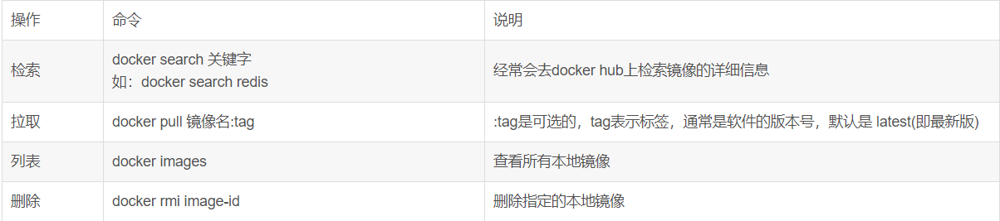 操作 命令 说明
检索 docker search 关键字
如：docker search redis 经常会去docker hub上检索镜像的详细信息
拉取 docker pull 镜像名:tag :tag是可选的，tag表示标签，通常是软件的版本号，默认是 latest(即最新版)
列表 docker images 查看所有本地镜像
删除 docker rmi image-id 删除指定的本地镜像